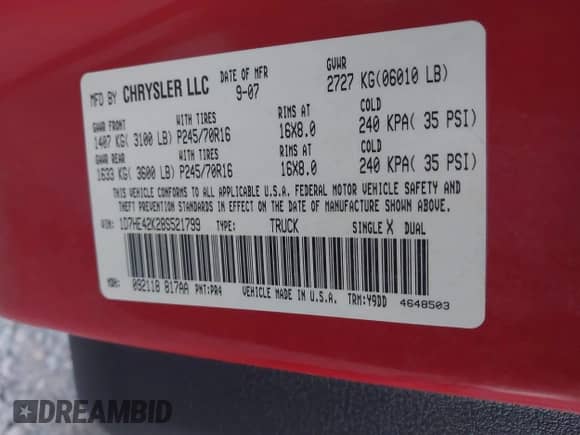 MFD BY CHRYSLER LLC DATE OF MFR 9-07 GVWR 2727 KG(06010 LB)
GAWR FRONT WITH TIRES RIMS AT COLD
1407 KG( 3100 LB) P245/70R16 16X8.0 240 KPA( 35 PSI)
GAWR REAR WITH TIRES RIMS AT COLD
1633 KG( 3600 LB) P245/70R16 16X8.0 240 KPA( 35 PSI)
THIS VEHICLE CONFORMS TO ALL APPLICABLE U.S.A. FEDERAL MOTOR VEHICLE SAFETY AND
THEFT PREVENTION STANDARDS IN EFFECT ON THE DATE OF MANUFACTURE SHOWN ABOVE.
VIN: 1D7HE42K28S521799 TYPE: TRUCK SINGLE X DUAL
MDH: 092118 817AA PNT:PR4 VEHICLE MADE IN U.S.A. TRM:Y9DD 4648503
DREAMBID